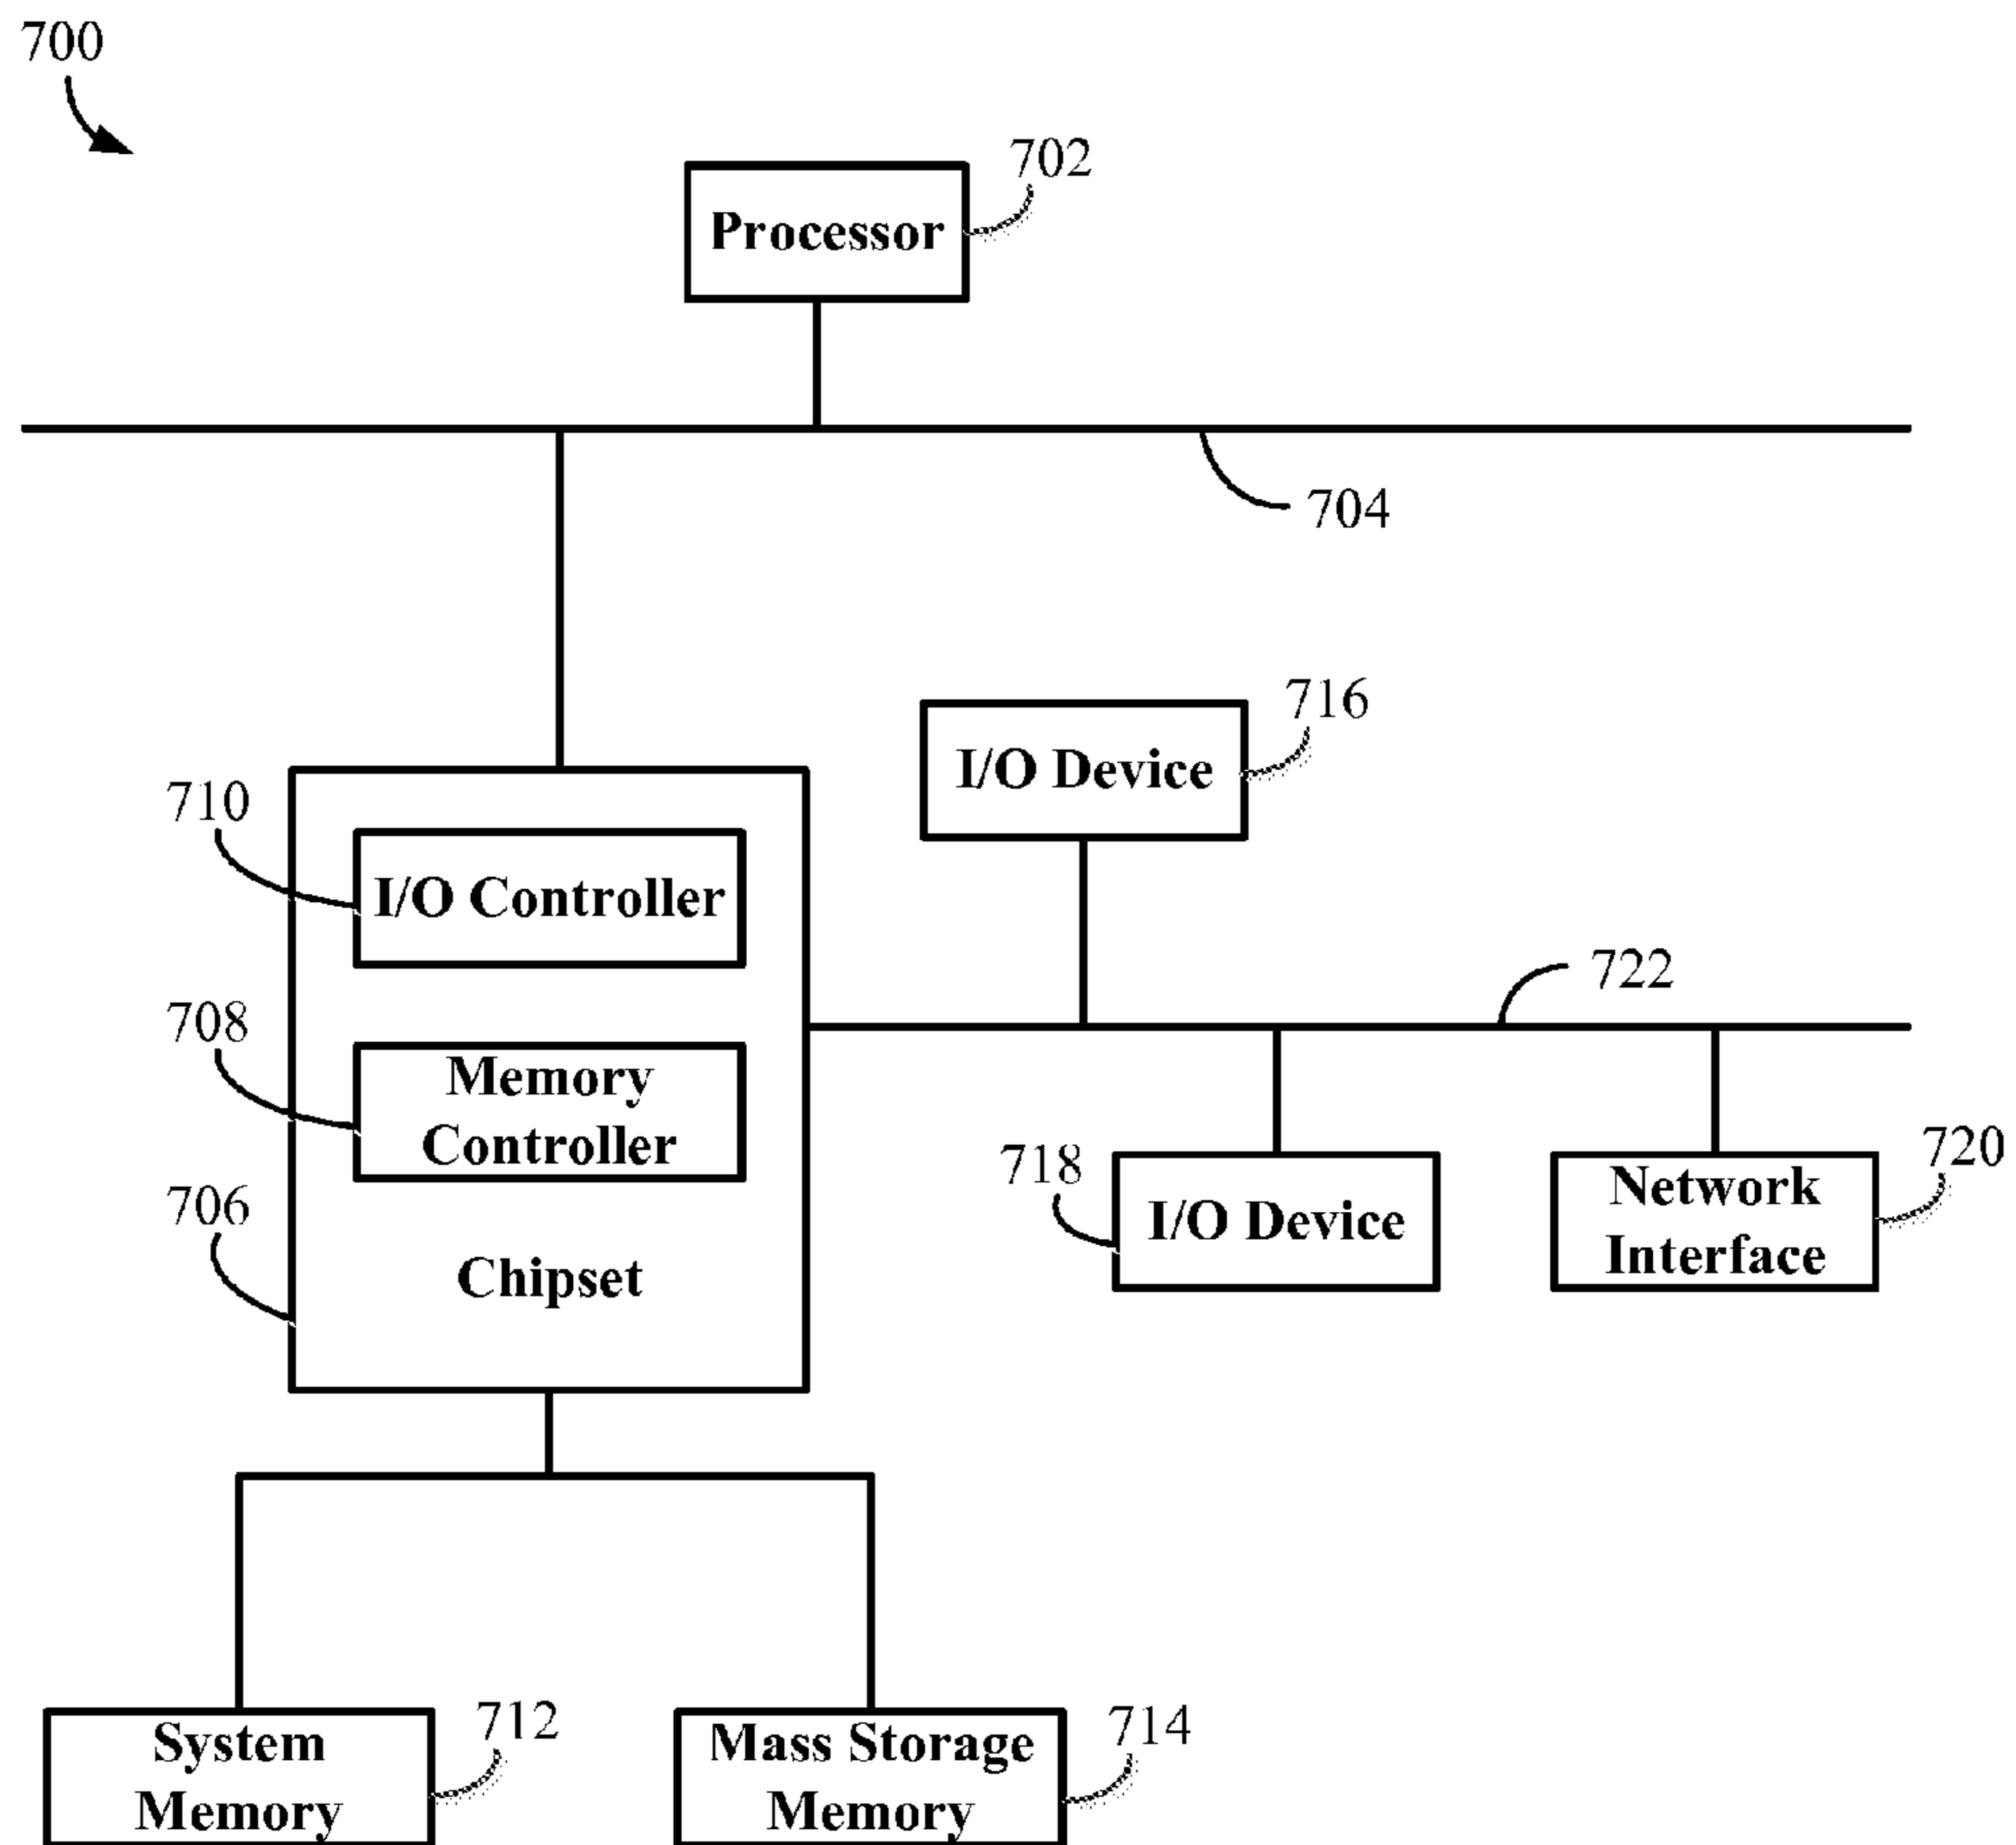 700
702
Processor
704
716
I/O Device
710
I/O Controller
722
708
Memory
Controller
718
I/O Device
720
Network
Interface
706
Chipset
712
System
Memory
714
Mass Storage
Memory